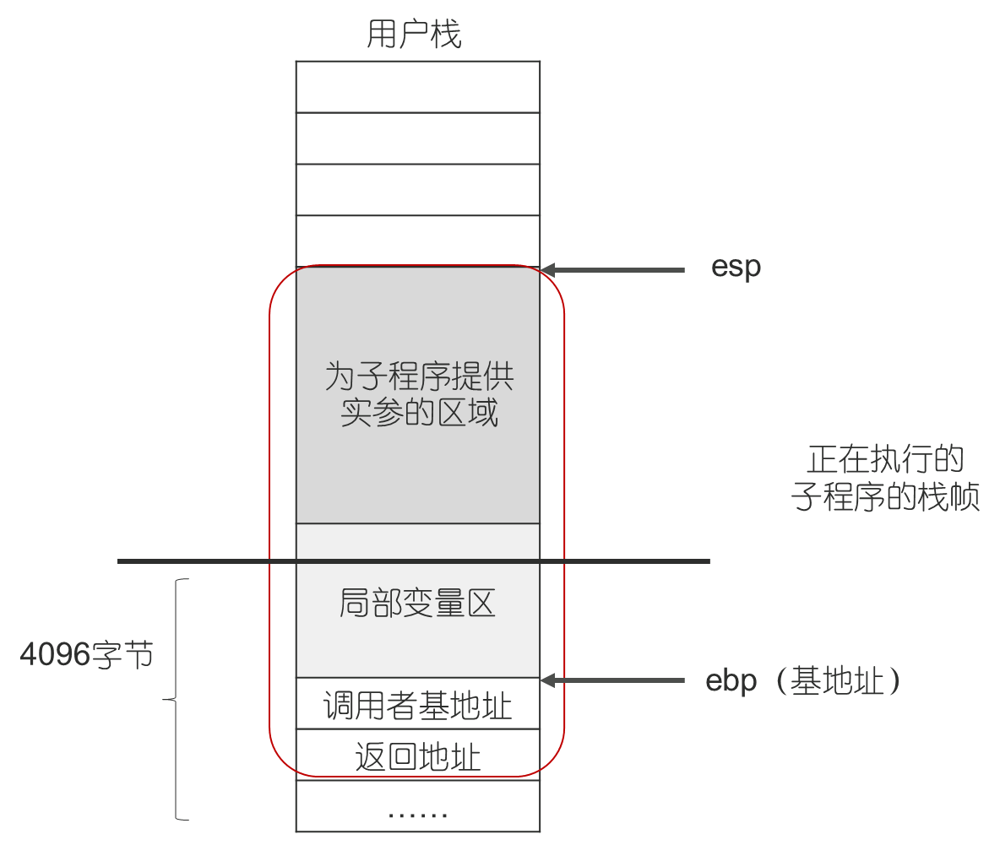 用户栈
esp
为子程序提供
实参的区域
正在执行的
子程序的栈帧
局部变量区
4096字节
ebp（基地址）
调用者基地址
返回地址
……